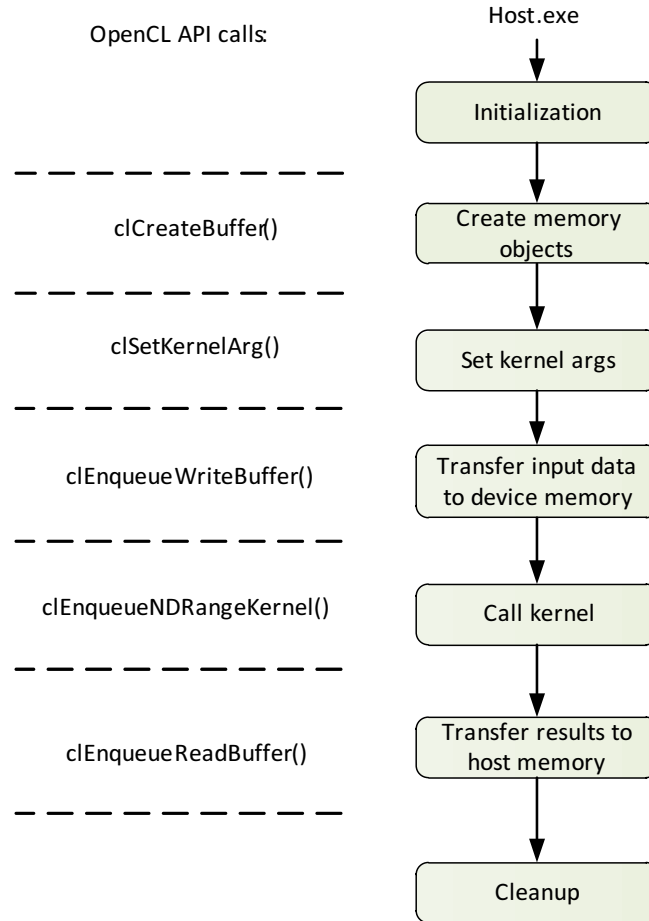 OpenCL API calls:
Host.exe
Initialization
clCreateBuffer()
Create memory
objects
clSetKernelArg()
Set kernel args
clEnqueueWriteBuffer()
Transfer input data
to device memory
clEnqueueNDRangeKernel()
Call kernel
clEnqueueReadBuffer()
Transfer results to
host memory
Cleanup